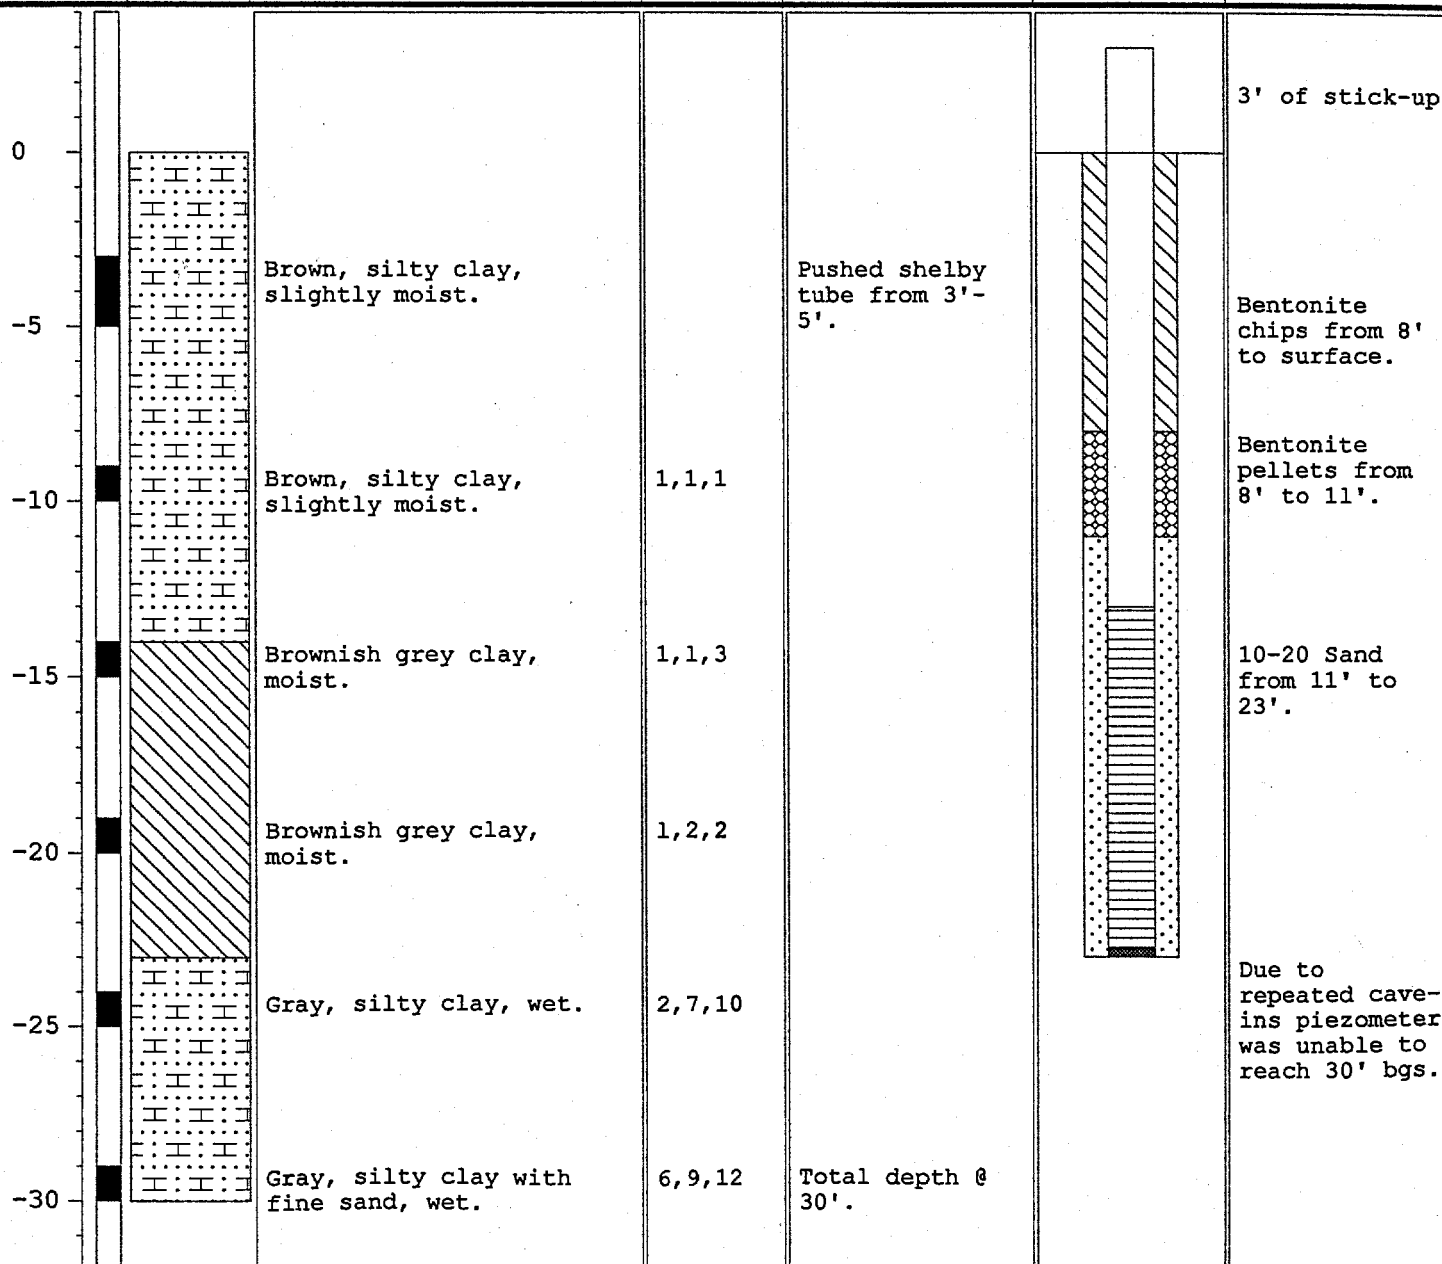 3' of stick-up
0
Brown, silty clay,
slightly moist.
Pushed shelby
tube from 3'-
5'.
-5
Bentonite
chips from 8'
to surface.
Bentonite
pellets from
8' to 11'.
-10
Brown, silty clay,
slightly moist.
1,1,1
-15
Brownish grey clay,
moist.
1,1,3
10-20 Sand
from 11' to
23'.
-20
Brownish grey clay,
moist.
1,2,2
Due to
repeated cave-
ins piezometer
was unable to
reach 30' bgs.
-25
Gray, silty clay, wet.
2,7,10
-30
Gray, silty clay with
fine sand, wet.
6,9,12
Total depth @
30'.